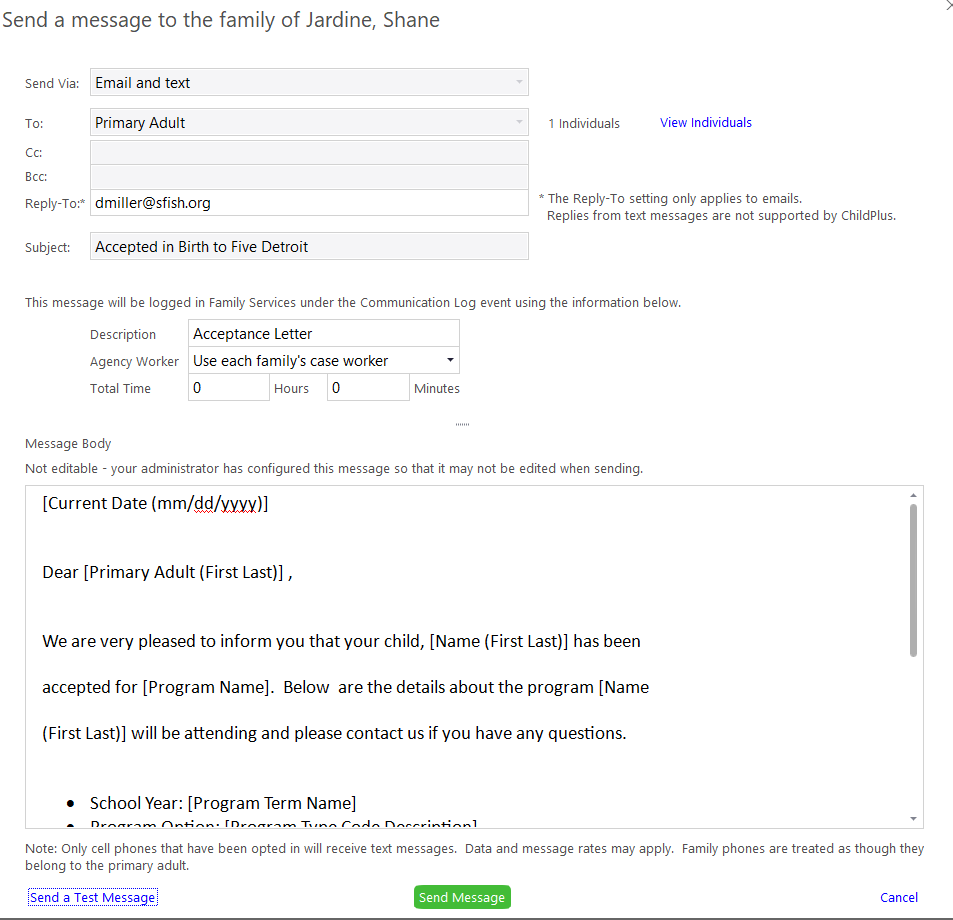 Send a message to the family of Jardine, Shane
Send Via: Email and text
To: Primary Adult 1 Individuals View Individuals
Cc:
Bcc:
Reply-To:* dmiller@sfish.org * The Reply-To setting only applies to emails.
Replies from text messages are not supported by ChildPlus.
Subject: Accepted in Birth to Five Detroit
This message will be logged in Family Services under the Communication Log event using the information below.
Description Acceptance Letter
Agency Worker Use each family's case worker
Total Time 0 Hours 0 Minutes
Message Body
Not editable - your administrator has configured this message so that it may not be edited when sending.
[Current Date (mm/dd/yyyy)]
Dear [Primary Adult (First Last)] ,
We are very pleased to inform you that your child, [Name (First Last)] has been
accepted for [Program Name].  Below  are the details about the program [Name
(First Last)] will be attending and please contact us if you have any questions.
• School Year: [Program Term Name]
• Program Option: [Program Type Code Description]
Note: Only cell phones that have been opted in will receive text messages.  Data and message rates may apply.  Family phones are treated as though they
belong to the primary adult.
Send a Test Message Send Message Cancel